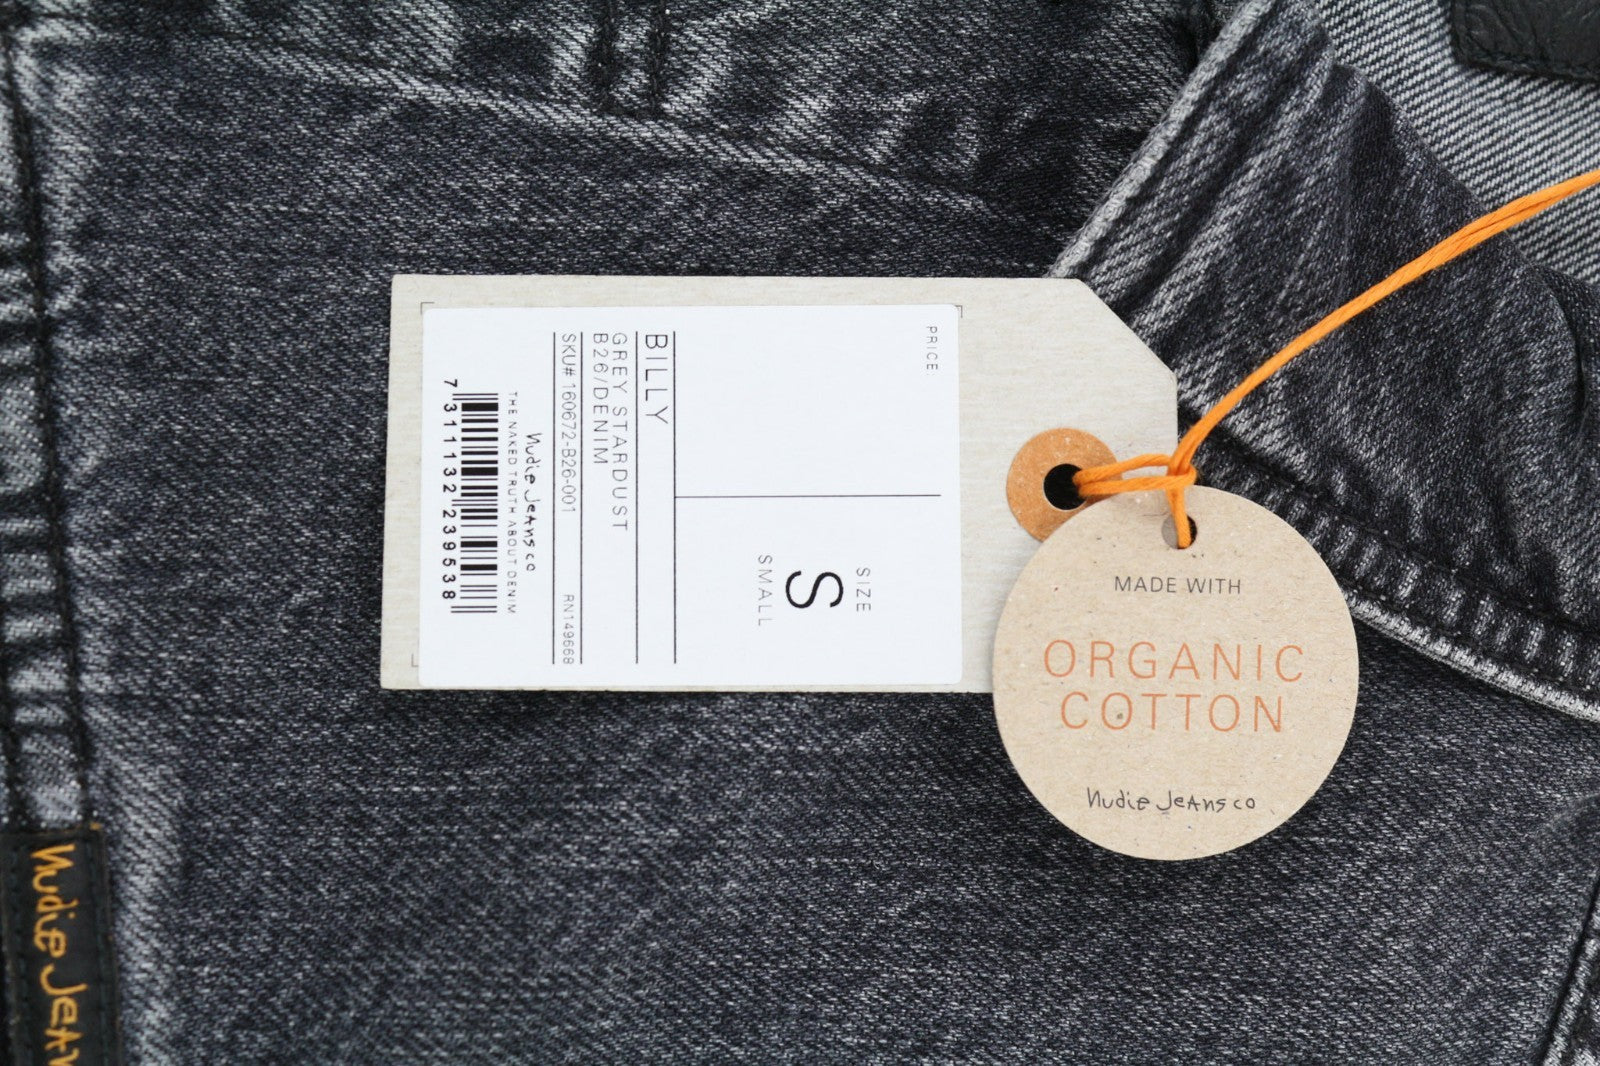 PRICE:
SIZE
S
SMALL
BILLY
GREY STARDUST
B26/DENIM
SKU# 160672-B26-001
RN149668
Nudie Jeans co
THE NAKED TRUTH ABOUT DENIM
7 311132 239538
MADE WITH
ORGANIC
COTTON
Nudie Jeans co
Nudie Jean